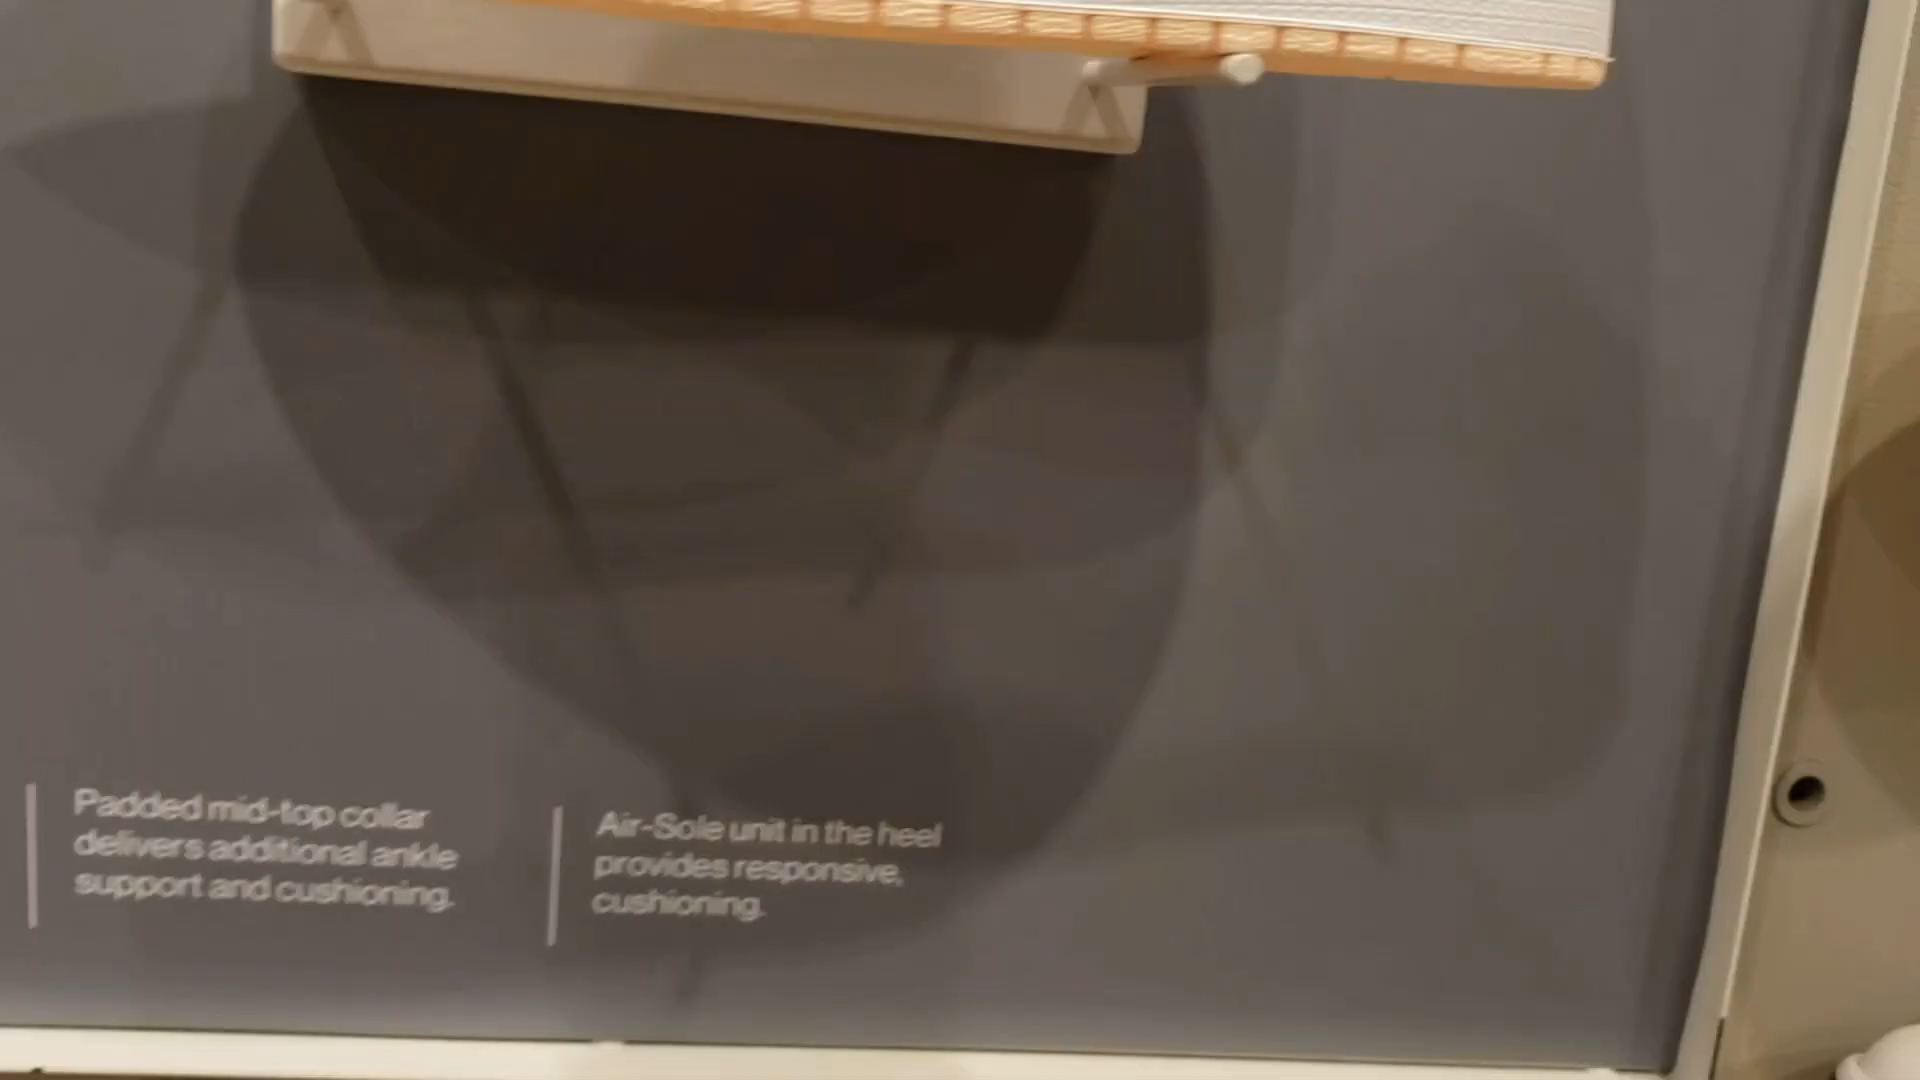 Padded mid-top collar
delivers additional ankle
support and cushioning.
Air-Sole unit in the heel
provides responsive,
cushioning.